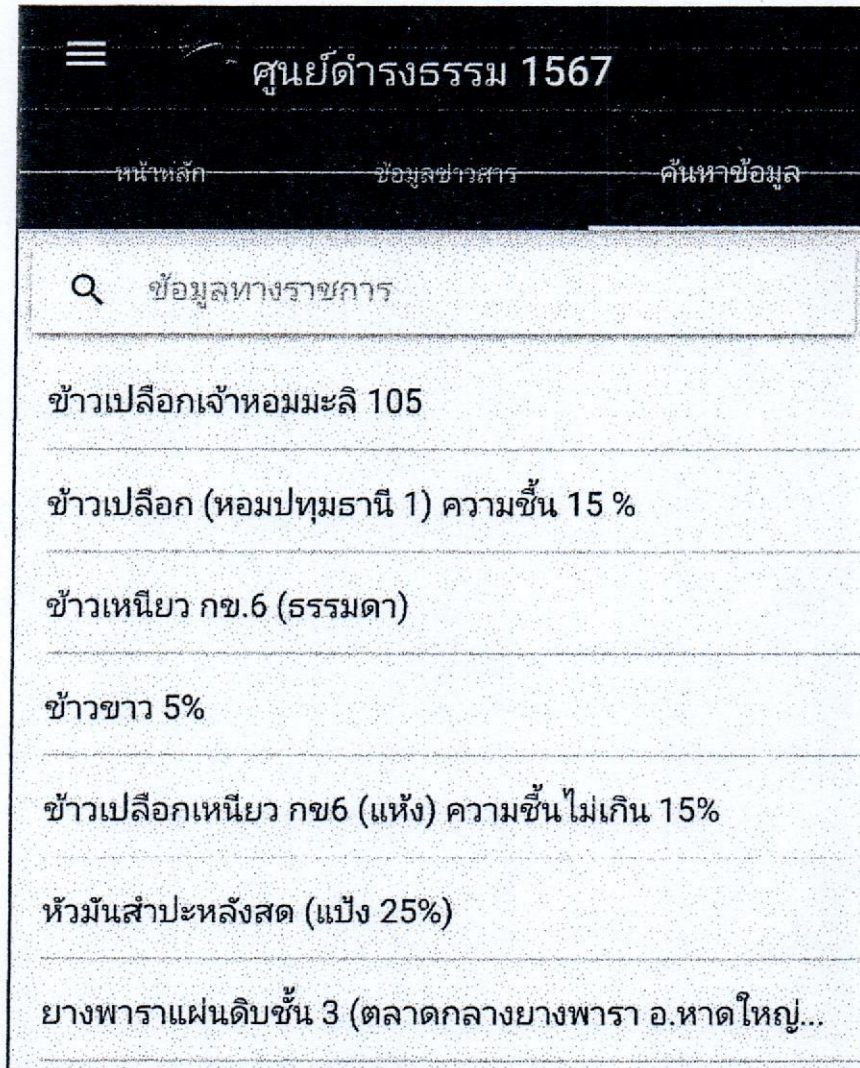 ศูนย์ดำรงธรรม 1567
หน้าหลัก ข้อมูลข่าวสาร ค้นหาข้อมูล
ข้อมูลทางราชการ
ข้าวเปลือกเจ้าหอมมะลิ 105
ข้าวเปลือก (หอมปทุมธานี 1) ความชื้น 15 %
ข้าวเหนียว กข.6 (ธรรมดา)
ข้าวขาว 5%
ข้าวเปลือกเหนียว กข6 (แห้ง) ความชื้นไม่เกิน 15%
หัวมันสำปะหลังสด (แป้ง 25%)
ยางพาราแผ่นดิบชั้น 3 (ตลาดกลางยางพารา อ.หาดใหญ่...